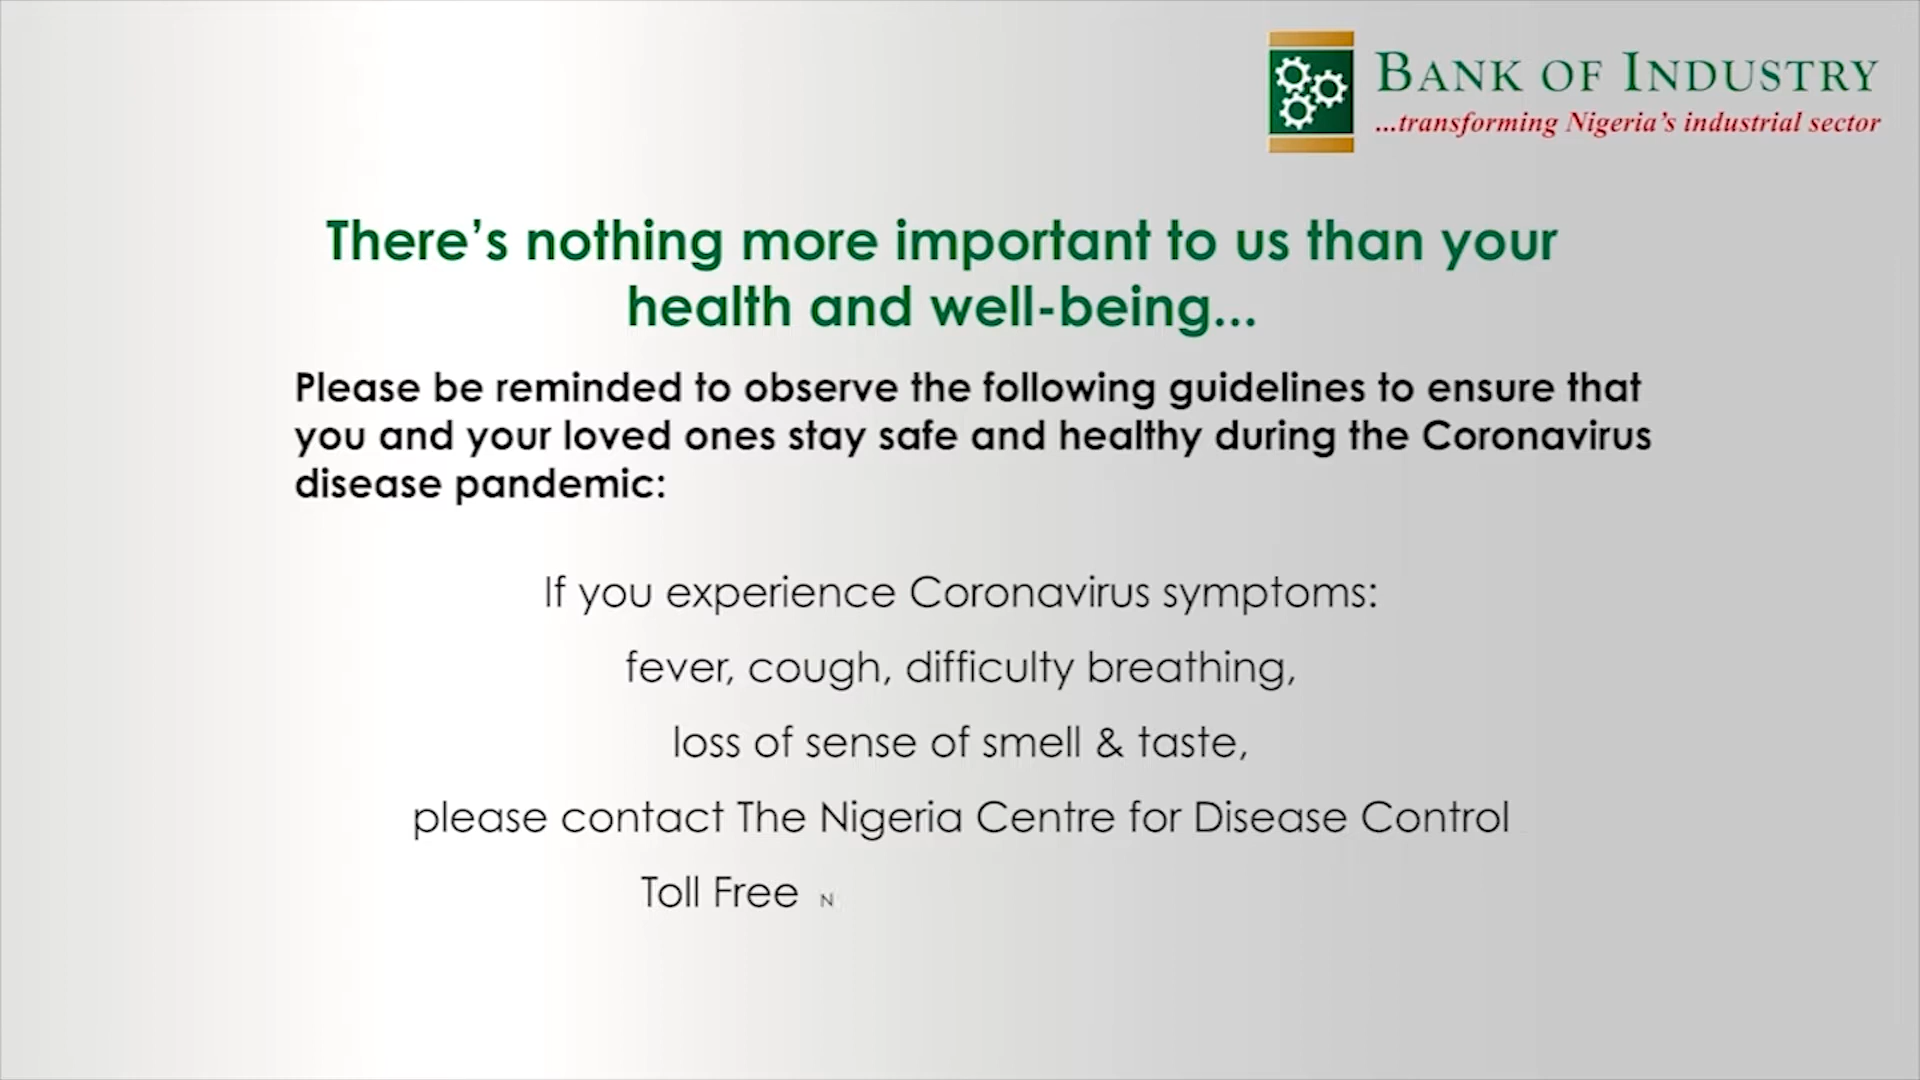 BANK OF INDUSTRY
...transforming Nigeria's industrial sector
There's nothing more important to us than your
health and well-being...
Please be reminded to observe the following guidelines to ensure that
you and your loved ones stay safe and healthy during the Coronavirus
disease pandemic:
If you experience Coronavirus symptoms:
fever, cough, difficulty breathing,
loss of sense of smell & taste,
please contact The Nigeria Centre for Disease Control
Toll Free N